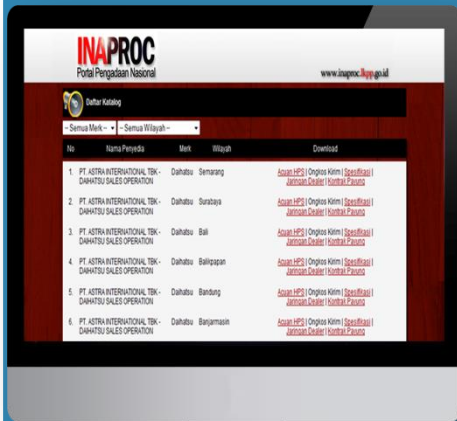 INAPROC
Portal Pengadaan Nasional
www.inaproc.lkpp.go.id
Daftar Katalog
-- Semua Merk -- -- Semua Wilayah --
No Nama Penyedia Merk Wilayah Download
1. PT. ASTRA INTERNATIONAL TBK - Daihatsu Semarang Acuan HPS | Ongkos Kirim | Spesifikasi |
DAIHATSU SALES OPERATION Jaringan Dealer | Kontrak Payung
2. PT. ASTRA INTERNATIONAL TBK - Daihatsu Surabaya Acuan HPS | Ongkos Kirim | Spesifikasi |
DAIHATSU SALES OPERATION Jaringan Dealer | Kontrak Payung
3. PT. ASTRA INTERNATIONAL TBK - Daihatsu Bali Acuan HPS | Ongkos Kirim | Spesifikasi |
DAIHATSU SALES OPERATION Jaringan Dealer | Kontrak Payung
4. PT. ASTRA INTERNATIONAL TBK - Daihatsu Balikpapan Acuan HPS | Ongkos Kirim | Spesifikasi |
DAIHATSU SALES OPERATION Jaringan Dealer | Kontrak Payung
5. PT. ASTRA INTERNATIONAL TBK - Daihatsu Bandung Acuan HPS | Ongkos Kirim | Spesifikasi |
DAIHATSU SALES OPERATION Jaringan Dealer | Kontrak Payung
6. PT. ASTRA INTERNATIONAL TBK - Daihatsu Banjarmasin Acuan HPS | Ongkos Kirim | Spesifikasi |
DAIHATSU SALES OPERATION Jaringan Dealer | Kontrak Payung